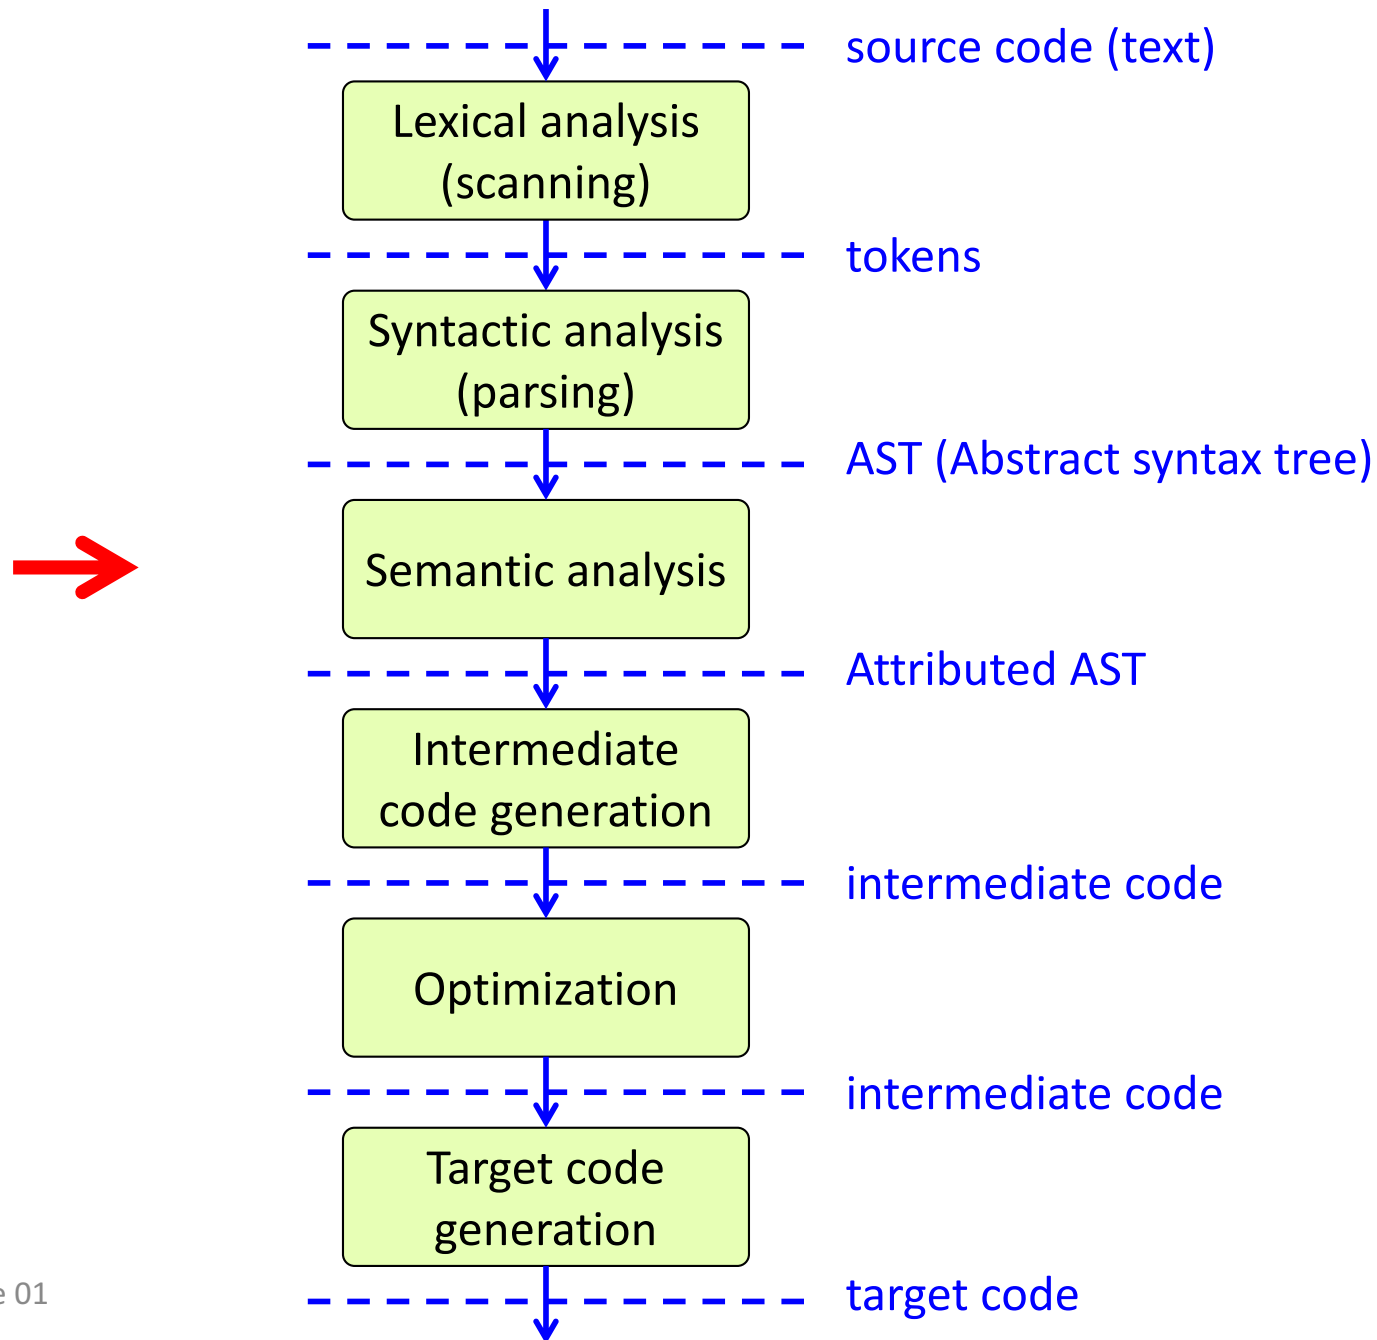 source code (text)
Lexical analysis
(scanning)
tokens
Syntactic analysis
(parsing)
AST (Abstract syntax tree)
Semantic analysis
Attributed AST
Intermediate
code generation
intermediate code
Optimization
intermediate code
Target code
generation
01
target code